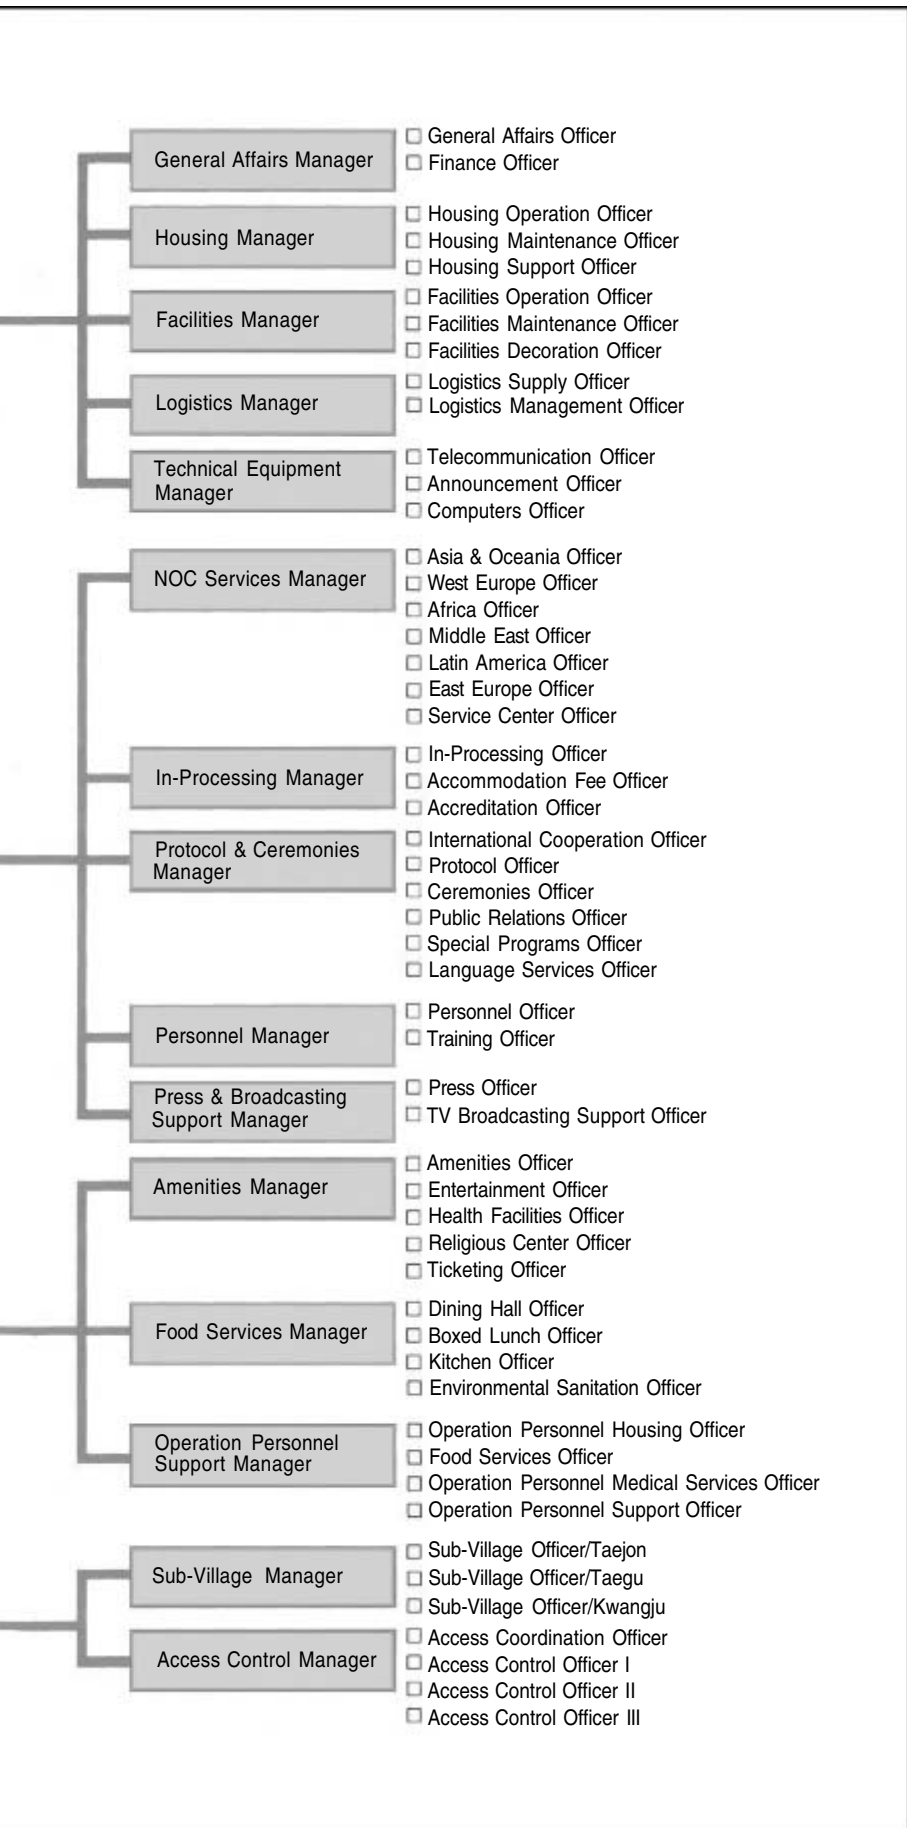 General Affairs Manager
General Affairs Officer
Finance Officer
Housing Manager
Housing Operation Officer
Housing Maintenance Officer
Housing Support Officer
Facilities Manager
Facilities Operation Officer
Facilities Maintenance Officer
Facilities Decoration Officer
Logistics Manager
Logistics Supply Officer
Logistics Management Officer
Technical Equipment
Manager
Telecommunication Officer
Announcement Officer
Computers Officer
NOC Services Manager
Asia & Oceania Officer
West Europe Officer
Africa Officer
Middle East Officer
Latin America Officer
East Europe Officer
Service Center Officer
In-Processing Manager
In-Processing Officer
Accommodation Fee Officer
Accreditation Officer
Protocol & Ceremonies
Manager
International Cooperation Officer
Protocol Officer
Ceremonies Officer
Public Relations Officer
Special Programs Officer
Language Services Officer
Personnel Manager
Personnel Officer
Training Officer
Press & Broadcasting
Support Manager
Press Officer
TV Broadcasting Support Officer
Amenities Manager
Amenities Officer
Entertainment Officer
Health Facilities Officer
Religious Center Officer
Ticketing Officer
Food Services Manager
Dining Hall Officer
Boxed Lunch Officer
Kitchen Officer
Environmental Sanitation Officer
Operation Personnel
Support Manager
Operation Personnel Housing Officer
Food Services Officer
Operation Personnel Medical Services Officer
Operation Personnel Support Officer
Sub-Village Manager
Sub-Village Officer/Taejon
Sub-Village Officer/Taegu
Sub-Village Officer/Kwangju
Access Control Manager
Access Coordination Officer
Access Control Officer I
Access Control Officer II
Access Control Officer III